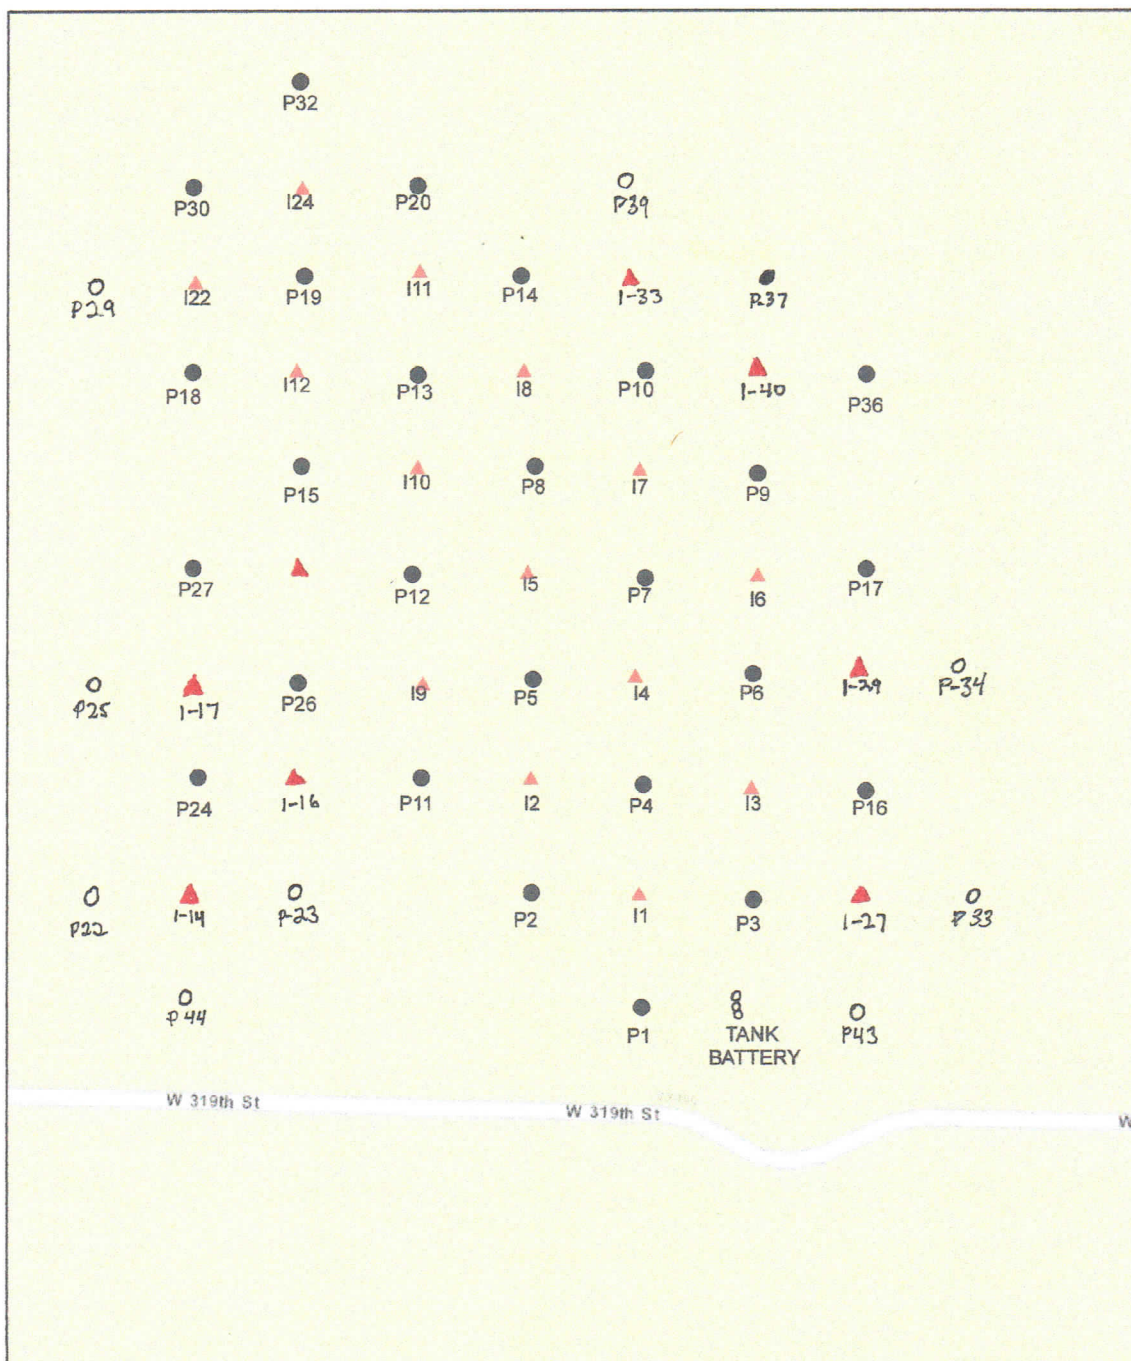 P32
P30 I24 P20 P39
P29 I22 P19 I11 P14 I-33 P-37
P18 I12 P13 I8 P10 I-40 P36
P15 I10 P8 I7 P9
P27 P12 I5 P7 I6 P17
P25 I-17 P26 I9 P5 I4 P6 I-29 P-34
P24 I-16 P11 I2 P4 I3 P16
P22 I-14 P-23 P2 I1 P3 I-27 P33
P44 P1 TANK P43
BATTERY
W 319th St W 319th St W